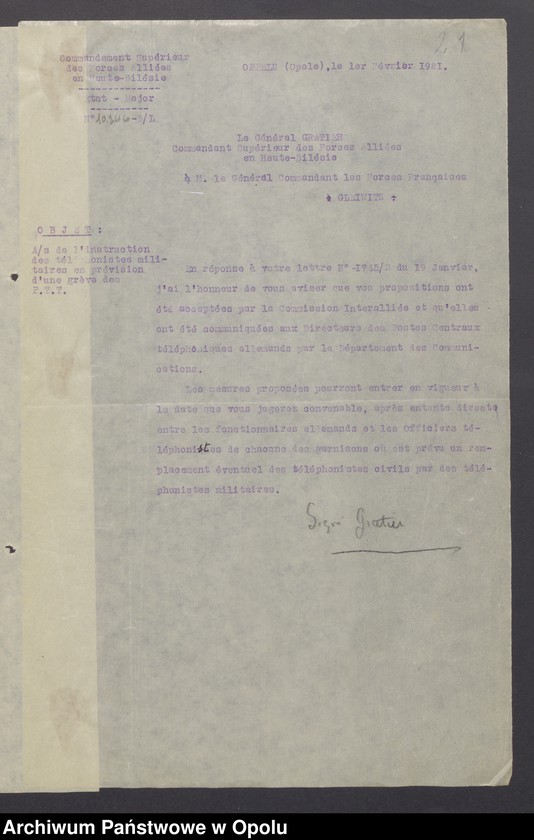 21
Commandement Supérieur
des Forces Alliées
en Haute-Silésie
Etat - Major
OPPELN (Opole),le 1er Février 1921.
Le Général GRATIER
Commandant Supérieur des Forces Alliées
en Haute-Silésie
à M. le Général Commandant les Forces Françaises
GLEIWITZ
OBJET :
A/s de l'instruction
des télé honistes mili-
taires en prévision
d'une grève des
P.T.T.
En réponse à votre lettre N° 1745/S du 19 Janvier,
j'ai l'honneur de vous aviser que vos propositions ont
été acceptées par la Commission Interalliée et qu'elles
ont été communiquées aux Directeurs des Postes Centraux
téléphoniques allemands par le Département des Communi-
cations.
Les mesures proposées pourront entrer en vigueur à
la date que vous jugerez convenable, après entente directe
entre les fonctionnaires allemands et les Officiers té-
léphonistes de chacune des garnisons où est prévu un rem-
placement éventuel des téléphonistes civils par des télé-
phonistes militaires.
Signé Gratier
Archiwum Państwowe w Opolu